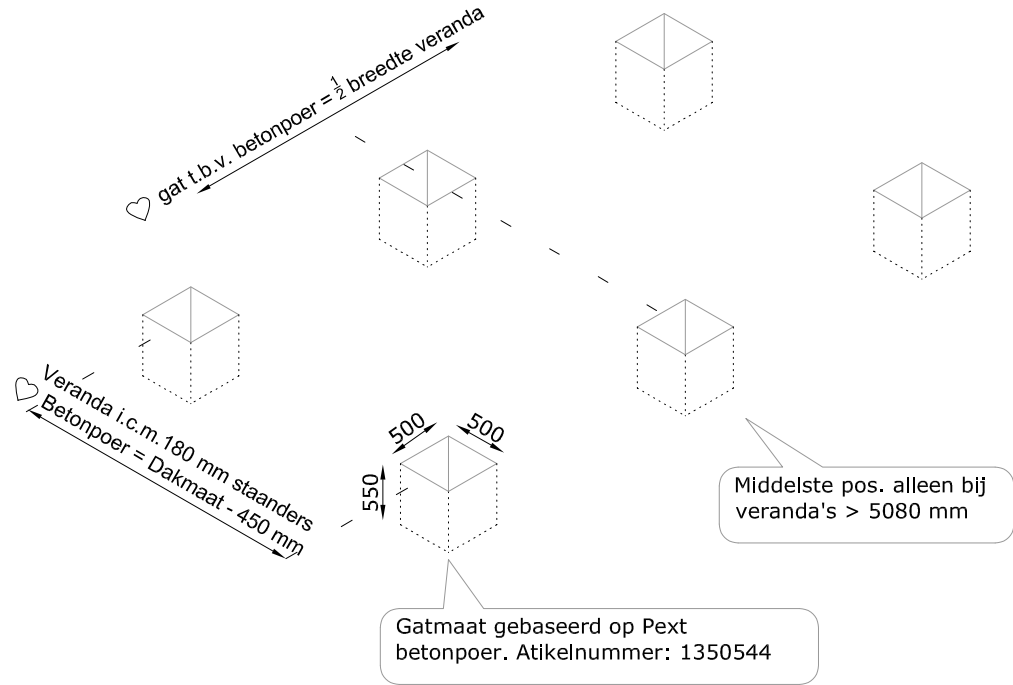 ♡ gat t.b.v. betonpoer = ½ breedte veranda
♡ Veranda i.c.m. 180 mm staanders
Betonpoer = Dakmaat - 450 mm
500
500
550
Middelste pos. alleen bij
veranda's > 5080 mm
Gatmaat gebaseerd op Pext
betonpoer. Atikelnummer: 1350544